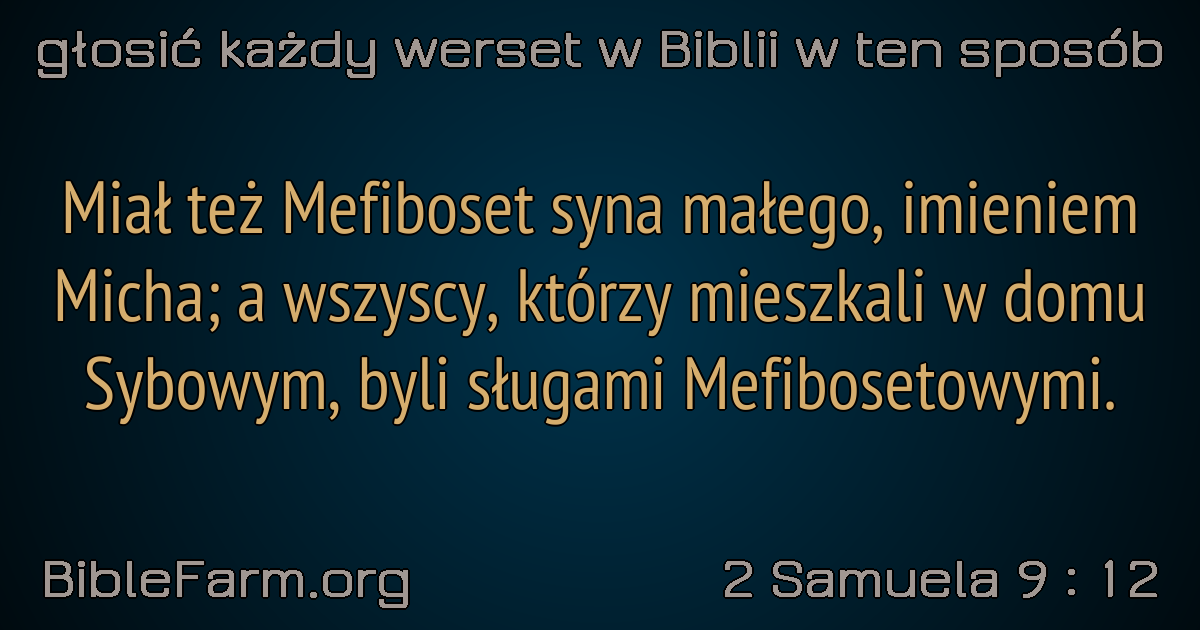 głosić każdy werset w Biblii w ten sposób
Miał też Mefiboset syna małego, imieniem
Micha; a wszyscy, którzy mieszkali w domu
Sybowym, byli sługami Mefibosetowymi.
BibleFarm.org
2 Samuela 9 : 12